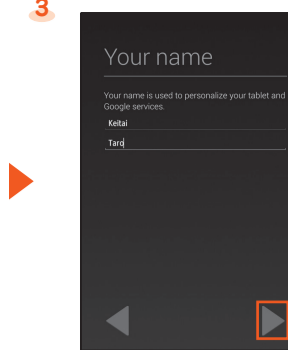 3
Your name
Your name is used to personalize your tablet and
Google services.
Keitai
Taro